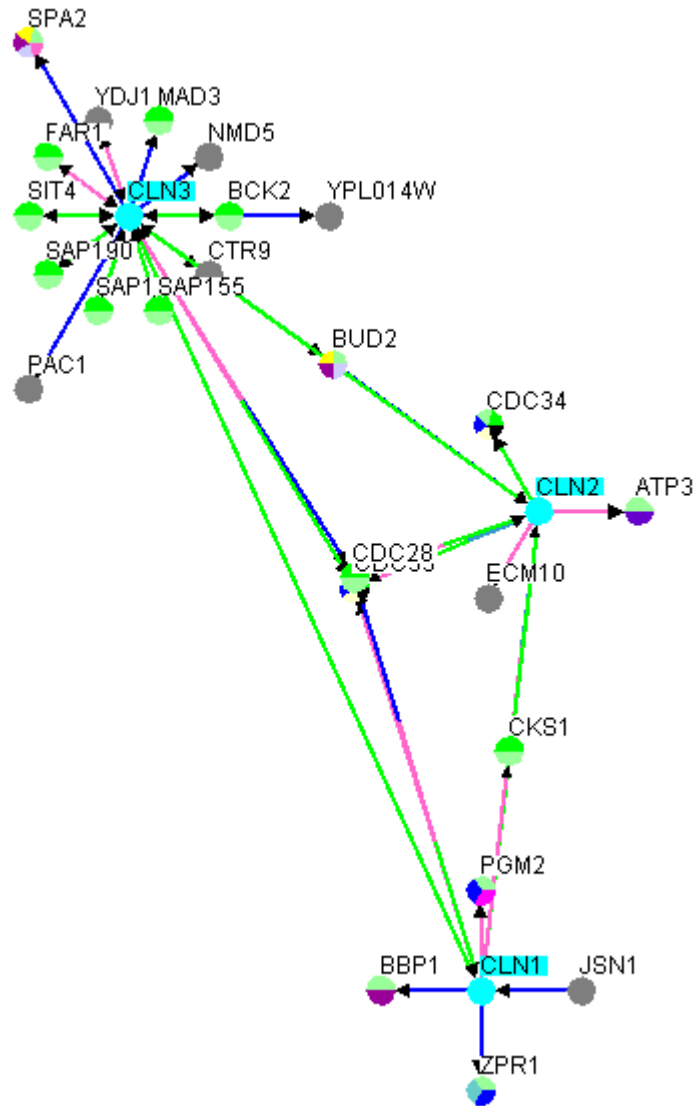 SPA2
YDJ1 MAD3
FAR1
NMD5
SIT4
CLN3
BCK2
YPL014W
SAP190
CTR9
SAP1
SAP155
PAC1
BUD2
CDC34
CLN2
ATP3
CDC28
ECM10
CKS1
PGM2
BBP1
CLN1
JSN1
ZPR1